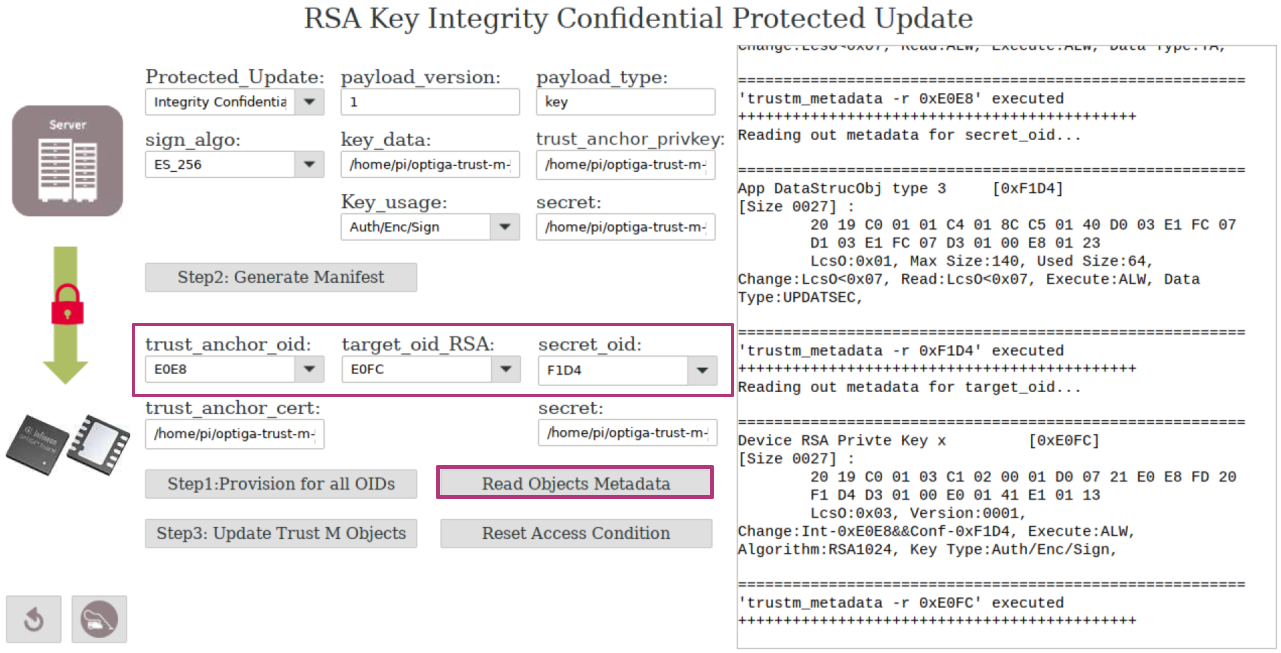 RSA Key Integrity Confidential Protected Update
Protected_Update: payload_version: payload_type:
Integrity Confidentia 1 key
sign_algo: key_data: trust_anchor_privkey:
ES_256 /home/pi/optiga-trust-m- /home/pi/optiga-trust-m-
Key_usage: secret:
Auth/Enc/Sign /home/pi/optiga-trust-m-
Server
Step2: Generate Manifest
trust_anchor_oid: target_oid_RSA: secret_oid:
E0E8 E0FC F1D4
trust_anchor_cert: secret:
/home/pi/optiga-trust-m- /home/pi/optiga-trust-m-
Step1:Provision for all OIDs Read Objects Metadata
Step3: Update Trust M Objects Reset Access Condition
Infineon
Change:LcsO<0x07, Read:ALW, Execute:ALW, Data Type:TA,
========================================================
'trustm_metadata -r 0xE0E8' executed
++++++++++++++++++++++++++++++++++++++++++++
Reading out metadata for secret_oid...
========================================================
App DataStrucObj type 3 [0xF1D4]
[Size 0027] :
20 19 C0 01 01 C4 01 8C C5 01 40 D0 03 E1 FC 07
D1 03 E1 FC 07 D3 01 00 E8 01 23
LcsO:0x01, Max Size:140, Used Size:64,
Change:LcsO<0x07, Read:LcsO<0x07, Execute:ALW, Data
Type:UPDATSEC,
========================================================
'trustm_metadata -r 0xF1D4' executed
++++++++++++++++++++++++++++++++++++++++++++
Reading out metadata for target_oid...
========================================================
Device RSA Privte Key x [0xE0FC]
[Size 0027] :
20 19 C0 01 03 C1 02 00 01 D0 07 21 E0 E8 FD 20
F1 D4 D3 01 00 E0 01 41 E1 01 13
LcsO:0x03, Version:0001,
Change:Int-0xE0E8&&Conf-0xF1D4, Execute:ALW,
Algorithm:RSA1024, Key Type:Auth/Enc/Sign,
========================================================
'trustm_metadata -r 0xE0FC' executed
++++++++++++++++++++++++++++++++++++++++++++